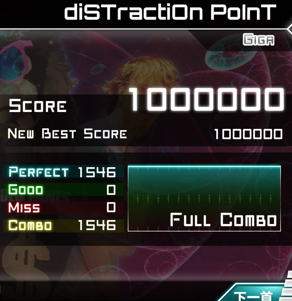 diSTractiOn PoInT
Giga
Score 1000000
New Best Score 1000000
Perfect 1546
Good 0
Miss 0
Combo 1546
Full Combo
下一首